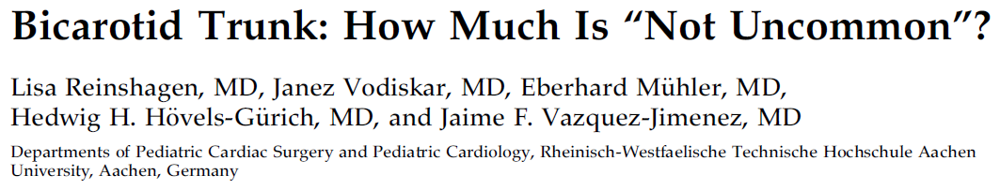 Bicarotid Trunk: How Much Is “Not Uncommon”?
Lisa Reinshagen, MD, Janez Vodiskar, MD, Eberhard Mühler, MD,
Hedwig H. Hövels-Gürich, MD, and Jaime F. Vazquez-Jimenez, MD
Departments of Pediatric Cardiac Surgery and Pediatric Cardiology, Rheinisch-Westfaelische Technische Hochschule Aachen
University, Aachen, Germany